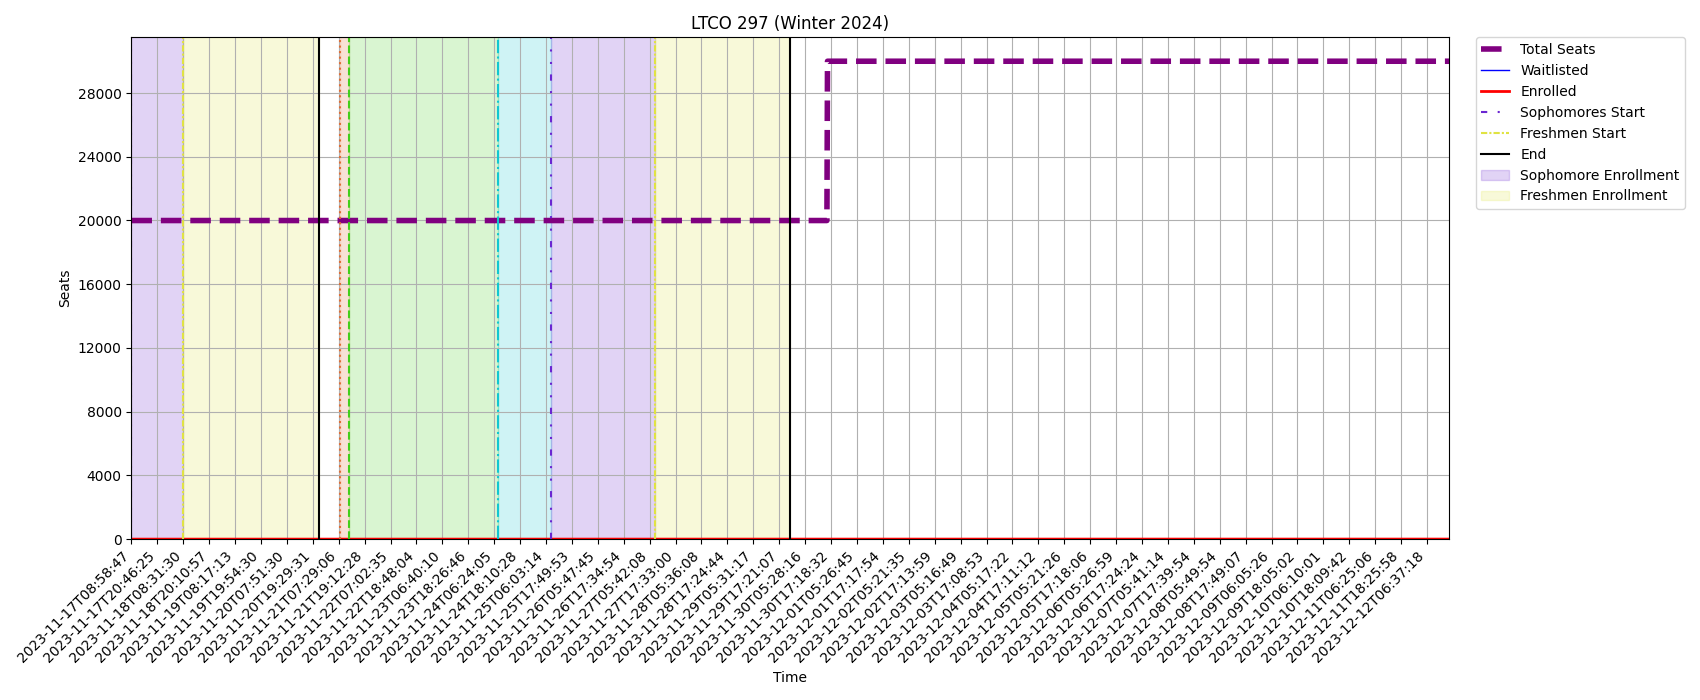 LTCO 297 (Winter 2024)
Total Seats
Waitlisted
Enrolled
Sophomores Start
Freshmen Start
End
Sophomore Enrollment
Freshmen Enrollment
Seats
28000
24000
20000
16000
12000
8000
4000
0
2023-11-17T08:58:47
2023-11-17T20:46:25
2023-11-18T08:31:30
2023-11-18T20:10:57
2023-11-19T08:17:13
2023-11-19T19:54:30
2023-11-20T07:51:30
2023-11-20T19:29:31
2023-11-21T07:29:06
2023-11-21T19:12:28
2023-11-22T07:02:35
2023-11-22T18:48:04
2023-11-23T06:40:10
2023-11-23T18:26:46
2023-11-24T06:24:05
2023-11-24T18:10:28
2023-11-25T06:03:14
2023-11-25T17:49:53
2023-11-26T05:47:45
2023-11-26T17:34:54
2023-11-27T05:42:08
2023-11-27T17:33:00
2023-11-28T05:36:08
2023-11-28T17:24:44
2023-11-29T05:31:17
2023-11-29T17:21:07
2023-11-30T05:28:16
2023-11-30T17:18:32
2023-12-01T05:26:45
2023-12-01T17:17:54
2023-12-02T05:21:35
2023-12-02T17:13:59
2023-12-03T05:16:49
2023-12-03T17:08:53
2023-12-04T05:17:22
2023-12-04T17:11:12
2023-12-05T05:21:26
2023-12-05T17:18:06
2023-12-06T05:26:59
2023-12-06T17:24:24
2023-12-07T05:41:14
2023-12-07T17:39:54
2023-12-08T05:49:54
2023-12-08T17:49:07
2023-12-09T06:05:26
2023-12-09T18:05:02
2023-12-10T06:10:01
2023-12-10T18:09:42
2023-12-11T06:25:06
2023-12-11T18:25:58
2023-12-12T06:37:18
Time